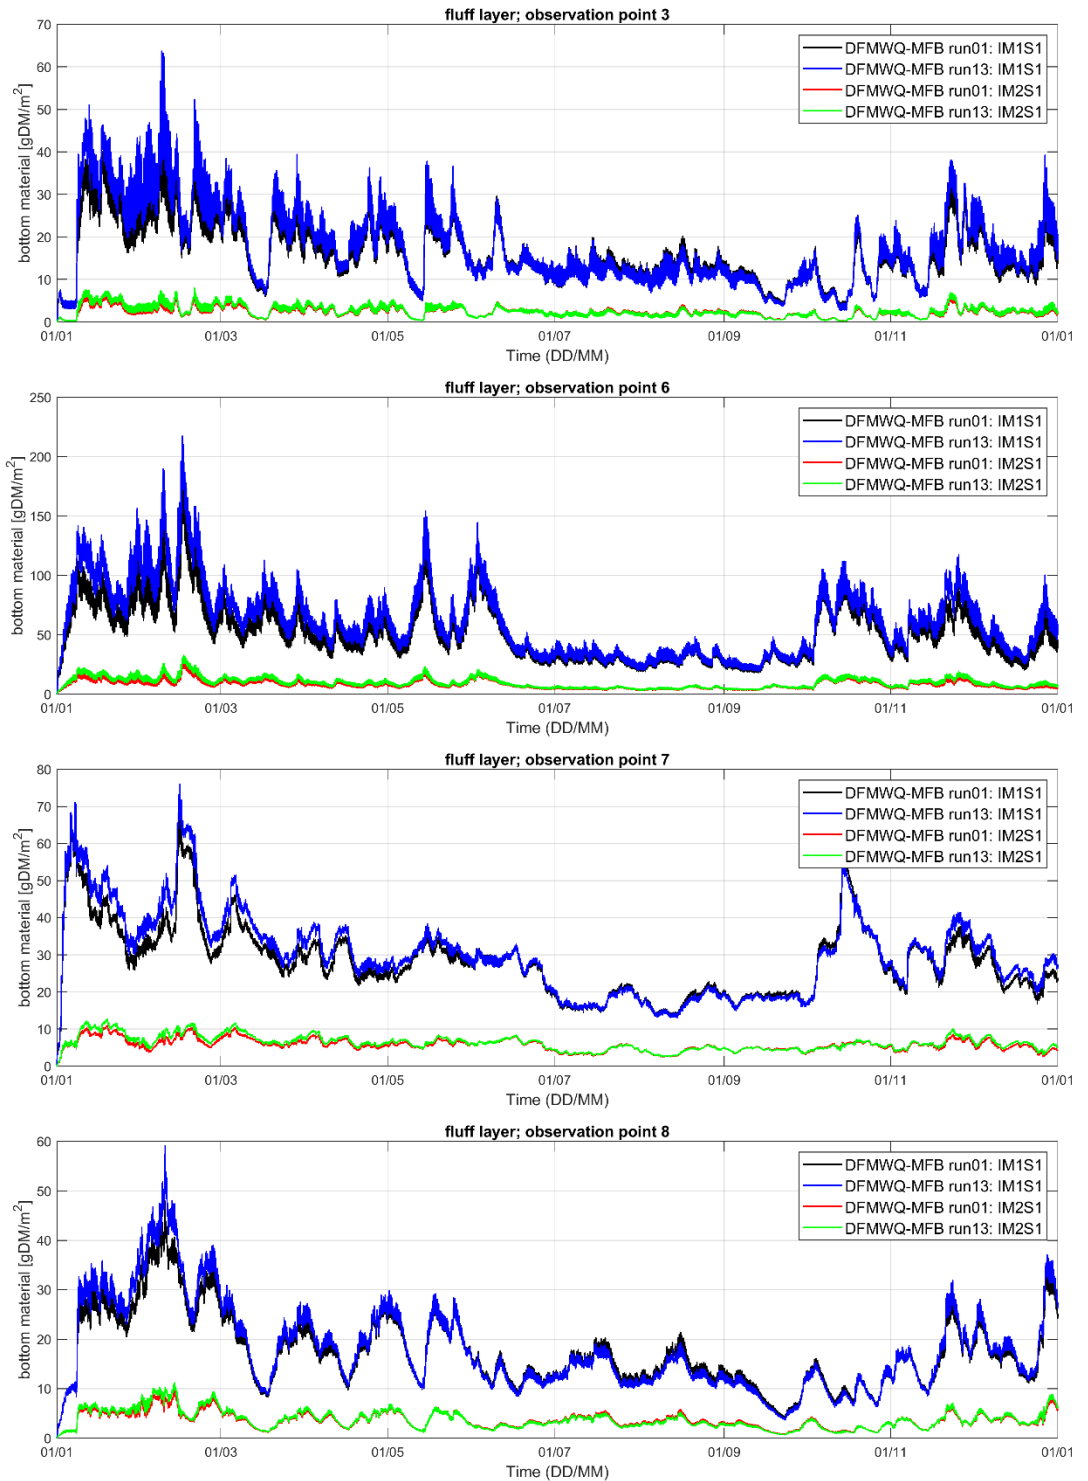 fluff layer; observation point 3
70
60
50
40
30
20
10
0
bottom material [gDM/m²]
DFMWQ-MFB run01: IM1S1
DFMWQ-MFB run13: IM1S1
DFMWQ-MFB run01: IM2S1
DFMWQ-MFB run13: IM2S1
01/01 01/03 01/05 01/07 01/09 01/11 01/01
Time (DD/MM)
fluff layer; observation point 6
250
200
150
100
50
0
bottom material [gDM/m²]
DFMWQ-MFB run01: IM1S1
DFMWQ-MFB run13: IM1S1
DFMWQ-MFB run01: IM2S1
DFMWQ-MFB run13: IM2S1
01/01 01/03 01/05 01/07 01/09 01/11 01/01
Time (DD/MM)
fluff layer; observation point 7
80
70
60
50
40
30
20
10
0
bottom material [gDM/m²]
DFMWQ-MFB run01: IM1S1
DFMWQ-MFB run13: IM1S1
DFMWQ-MFB run01: IM2S1
DFMWQ-MFB run13: IM2S1
01/01 01/03 01/05 01/07 01/09 01/11 01/01
Time (DD/MM)
fluff layer; observation point 8
60
50
40
30
20
10
0
bottom material [gDM/m²]
DFMWQ-MFB run01: IM1S1
DFMWQ-MFB run13: IM1S1
DFMWQ-MFB run01: IM2S1
DFMWQ-MFB run13: IM2S1
01/01 01/03 01/05 01/07 01/09 01/11 01/01
Time (DD/MM)